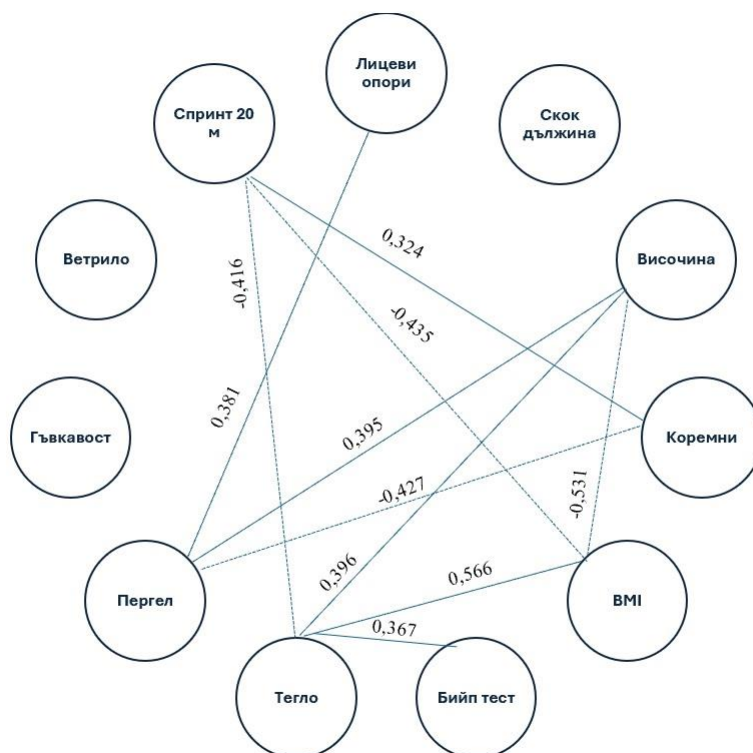 Лицеви
опори
Спринт 20
м
Скок
дължина
Ветрило
Височина
0,324
-0,416
-0,435
Гъвкавост
0,381
0,395
Коремни
-0,427
-0,531
Пергел
0,396
0,566
BMI
0,367
Тегло
Бийп тест